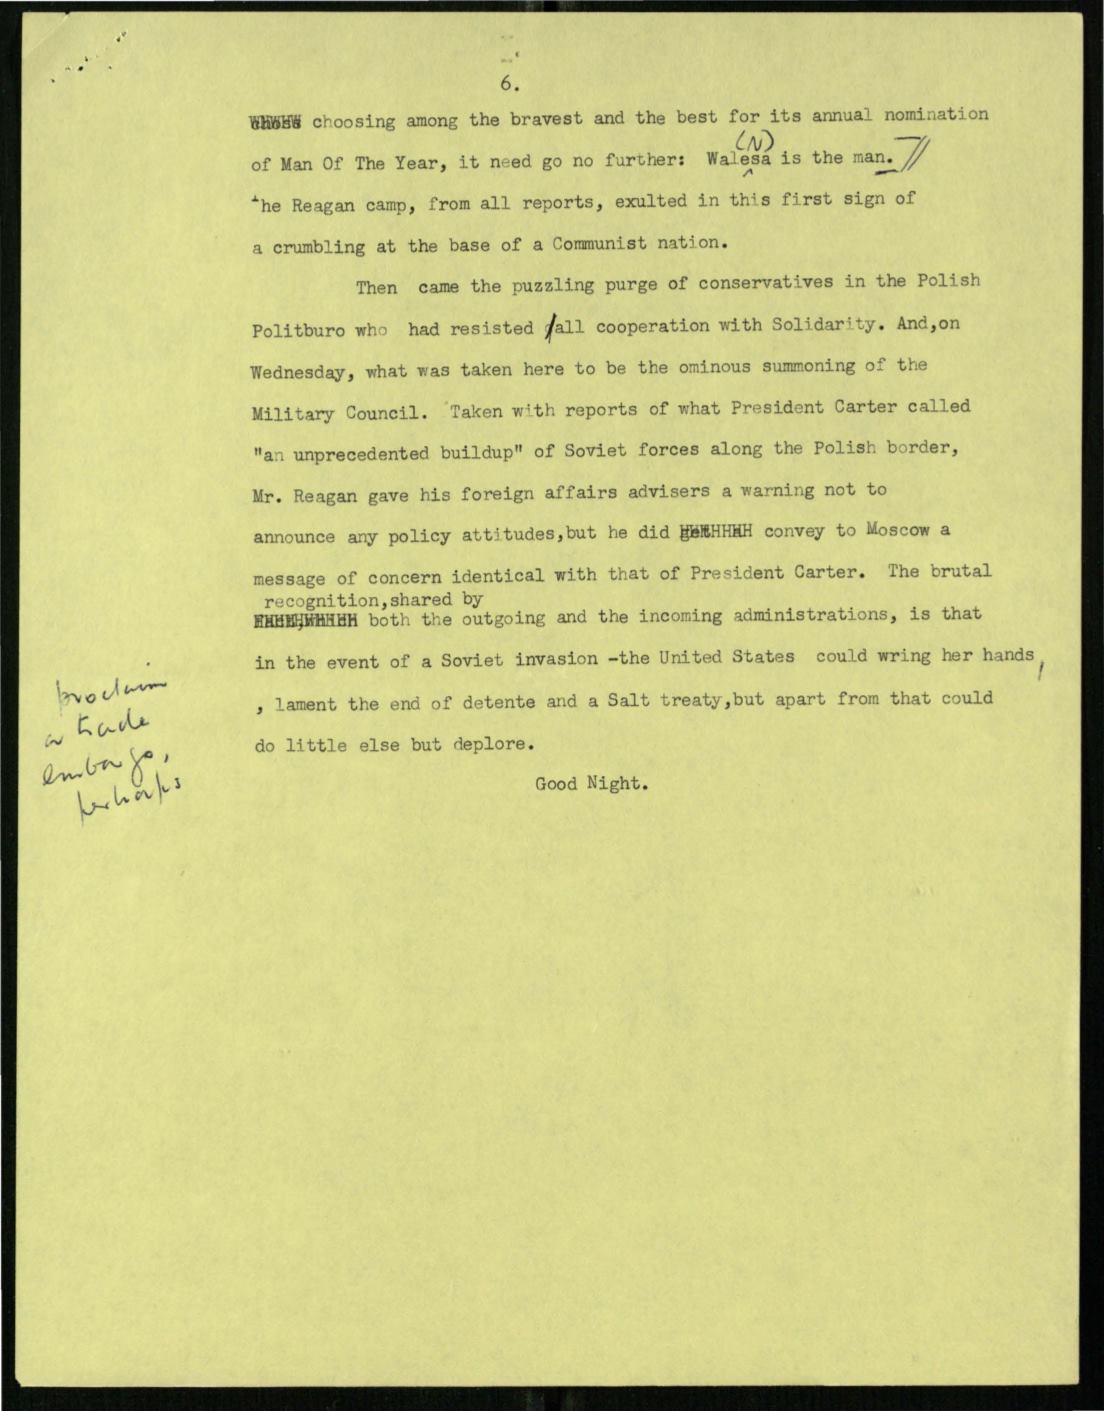 6.
choosing among the bravest and the best for its annual nomination
(N)
of Man Of The Year, it need go no further: Walesa is the man.
The Reagan camp, from all reports, exulted in this first sign of
a crumbling at the base of a Communist nation.
Then came the puzzling purge of conservatives in the Polish
Politburo who had resisted all cooperation with Solidarity. And,on
Wednesday, what was taken here to be the ominous summoning of the
Military Council. Taken with reports of what President Carter called
"an unprecedented buildup" of Soviet forces along the Polish border,
Mr. Reagan gave his foreign affairs advisers a warning not to
announce any policy attitudes,but he did convey to Moscow a
message of concern identical with that of President Carter. The brutal
recognition,shared by
both the outgoing and the incoming administrations, is that
in the event of a Soviet invasion -the United States could wring her hands,
, lament the end of detente and a Salt treaty,but apart from that could
do little else but deplore.
Good Night.
proclaim
a trade
embargo,
perhaps